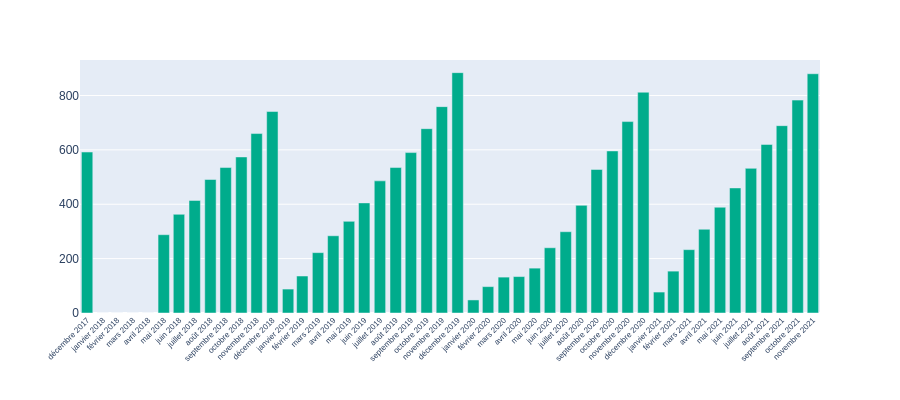 800
600
400
200
0
décembre 2017
janvier 2018
février 2018
mars 2018
avril 2018
mai 2018
juin 2018
juillet 2018
août 2018
septembre 2018
octobre 2018
novembre 2018
décembre 2018
janvier 2019
février 2019
mars 2019
avril 2019
mai 2019
juin 2019
juillet 2019
août 2019
septembre 2019
octobre 2019
novembre 2019
décembre 2019
janvier 2020
février 2020
mars 2020
avril 2020
mai 2020
juin 2020
juillet 2020
août 2020
septembre 2020
octobre 2020
novembre 2020
décembre 2020
janvier 2021
février 2021
mars 2021
avril 2021
mai 2021
juin 2021
juillet 2021
août 2021
septembre 2021
octobre 2021
novembre 2021